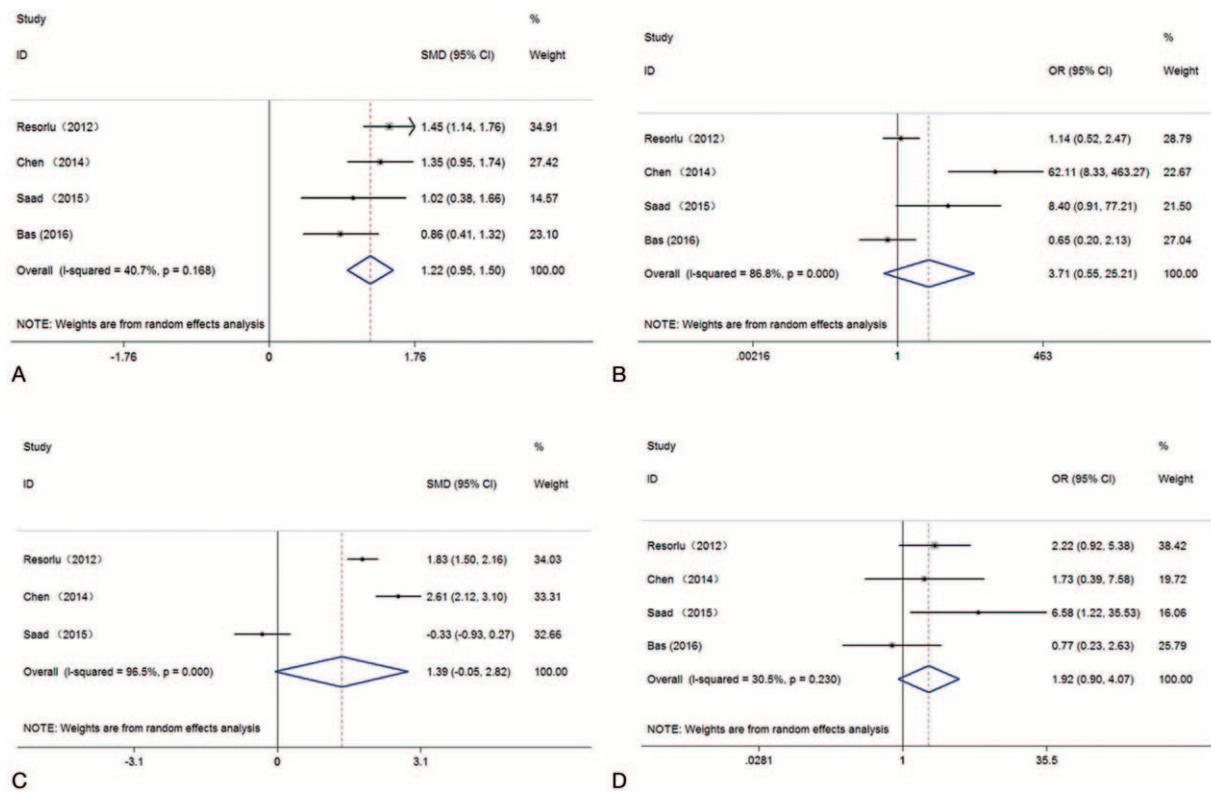 Study %
ID SMD (95% CI) Weight
Resorlu（2012） 1.45 (1.14, 1.76) 34.91
Chen （2014） 1.35 (0.95, 1.74) 27.42
Saad （2015） 1.02 (0.38, 1.66) 14.57
Bas (2016) 0.86 (0.41, 1.32) 23.10
Overall (I-squared = 40.7%, p = 0.168) 1.22 (0.95, 1.50) 100.00
NOTE: Weights are from random effects analysis
-1.76 0 1.76
A
Study %
ID OR (95% CI) Weight
Resorlu（2012） 1.14 (0.52, 2.47) 28.79
Chen （2014） 62.11 (8.33, 463.27) 22.67
Saad （2015） 8.40 (0.91, 77.21) 21.50
Bas (2016) 0.65 (0.20, 2.13) 27.04
Overall (I-squared = 86.8%, p = 0.000) 3.71 (0.55, 25.21) 100.00
NOTE: Weights are from random effects analysis
.00216 1 463
B
Study %
ID SMD (95% CI) Weight
Resorlu（2012） 1.83 (1.50, 2.16) 34.03
Chen （2014） 2.61 (2.12, 3.10) 33.31
Saad （2015） -0.33 (-0.93, 0.27) 32.66
Overall (I-squared = 96.5%, p = 0.000) 1.39 (-0.05, 2.82) 100.00
NOTE: Weights are from random effects analysis
-3.1 0 3.1
C
Study %
ID OR (95% CI) Weight
Resorlu（2012） 2.22 (0.92, 5.38) 38.42
Chen （2014） 1.73 (0.39, 7.58) 19.72
Saad （2015） 6.58 (1.22, 35.53) 16.06
Bas (2016) 0.77 (0.23, 2.63) 25.79
Overall (I-squared = 30.5%, p = 0.230) 1.92 (0.90, 4.07) 100.00
NOTE: Weights are from random effects analysis
.0281 1 35.5
D